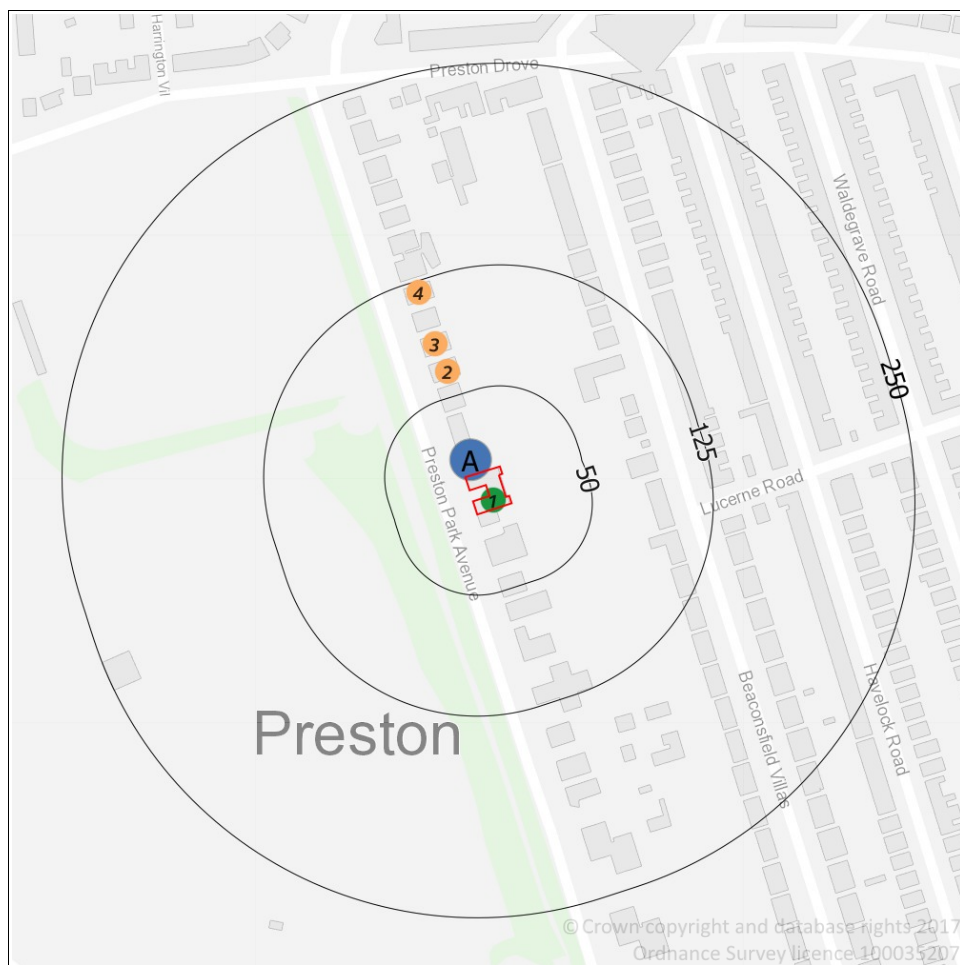 Harrington Vil
Preston Drove
Waldegrave Road
4
3
2
250
125
A
50
Lucerne Road
1
Preston Park Avenue
Preston
Beaconsfield Villas
Havelock Road
© Crown copyright and database rights 2017
Ordnance Survey licence 100035207